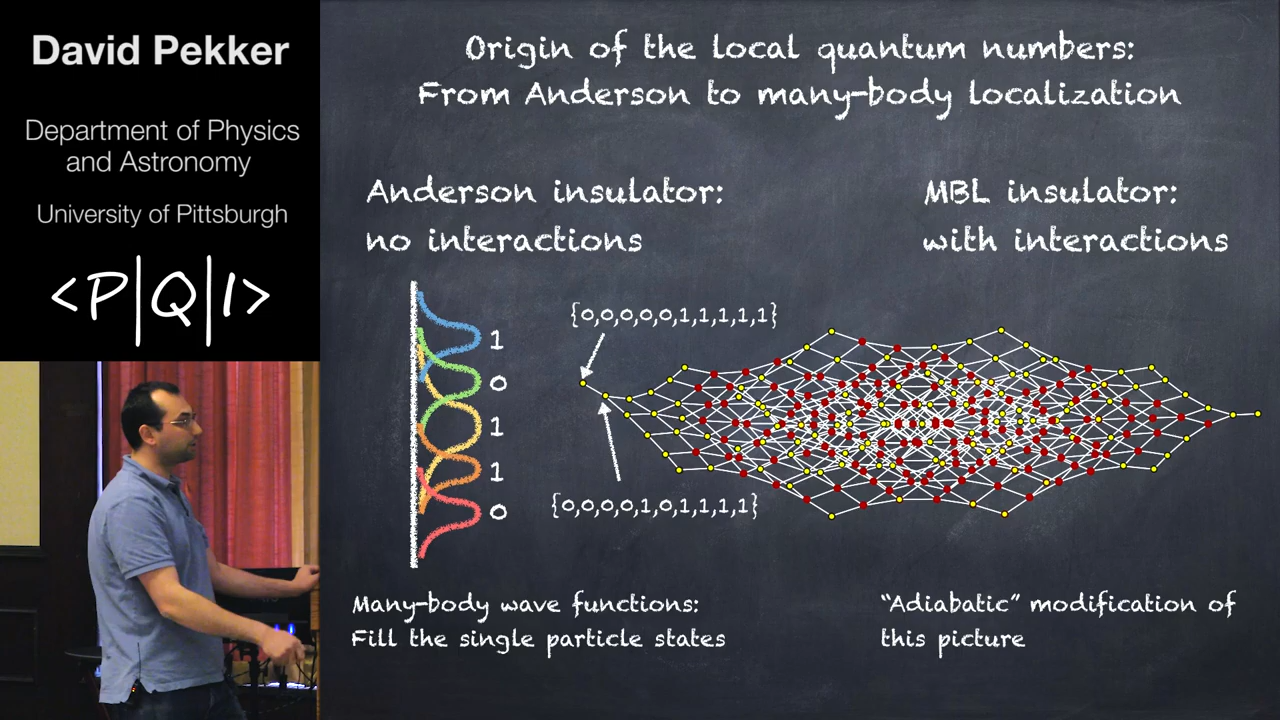 David Pekker
Department of Physics
and Astronomy
University of Pittsburgh
<P|Q|I>
Origin of the local quantum numbers:
From Anderson to many-body localization
Anderson insulator:
no interactions
MBL insulator:
with interactions
1
0
1
1
0
{0,0,0,0,0,1,1,1,1,1}
{0,0,0,0,1,0,1,1,1,1}
Many-body wave functions:
Fill the single particle states
"Adiabatic" modification of
this picture